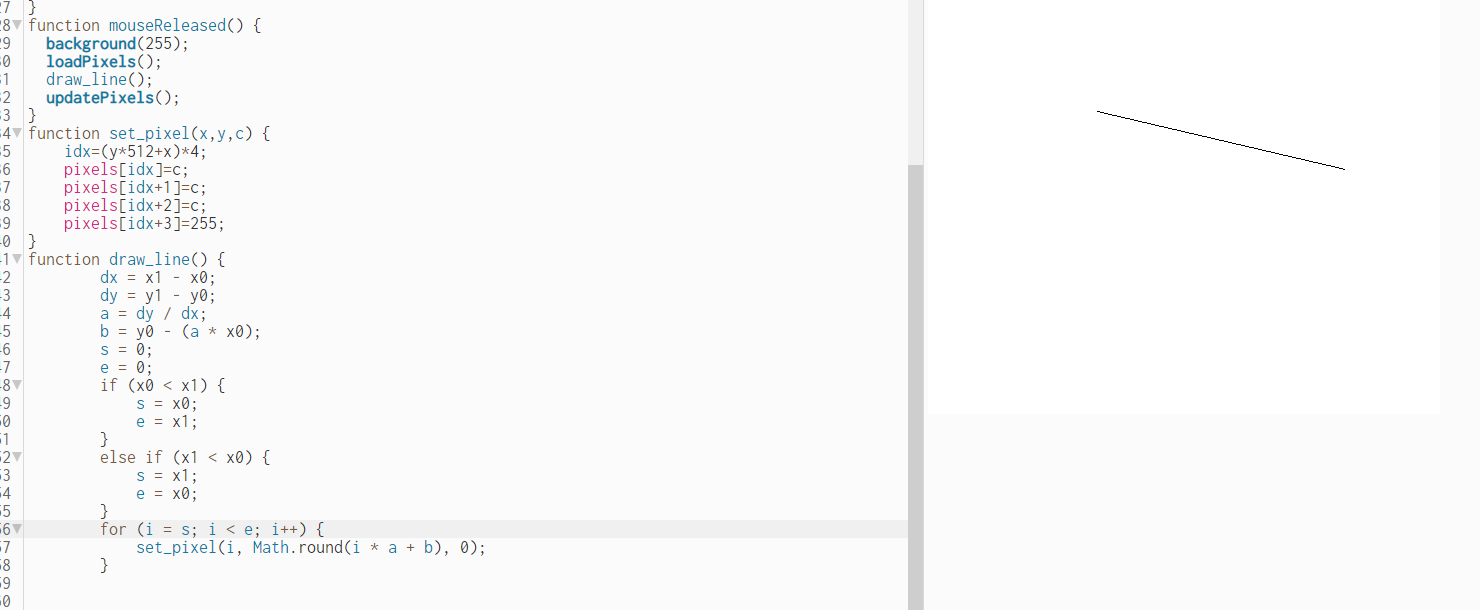 27 }
28 function mouseReleased() {
29 background(255);
30 loadPixels();
31 draw_line();
32 updatePixels();
33 }
34 function set_pixel(x,y,c) {
35 idx=(y*512+x)*4;
36 pixels[idx]=c;
37 pixels[idx+1]=c;
38 pixels[idx+2]=c;
39 pixels[idx+3]=255;
40 }
41 function draw_line() {
42 dx = x1 - x0;
43 dy = y1 - y0;
44 a = dy / dx;
45 b = y0 - (a * x0);
46 s = 0;
47 e = 0;
48 if (x0 < x1) {
49 s = x0;
50 e = x1;
51 }
52 else if (x1 < x0) {
53 s = x1;
54 e = x0;
55 }
56 for (i = s; i < e; i++) {
57 set_pixel(i, Math.round(i * a + b), 0);
58 }
59
60